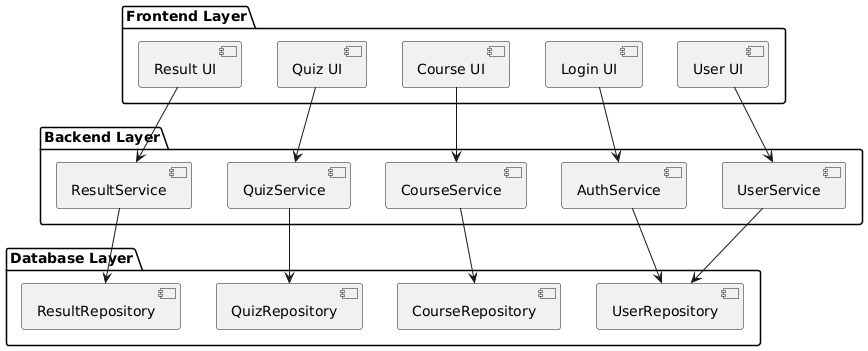 Frontend Layer
Result UI
Quiz UI
Course UI
Login UI
User UI
Backend Layer
ResultService
QuizService
CourseService
AuthService
UserService
Database Layer
ResultRepository
QuizRepository
CourseRepository
UserRepository